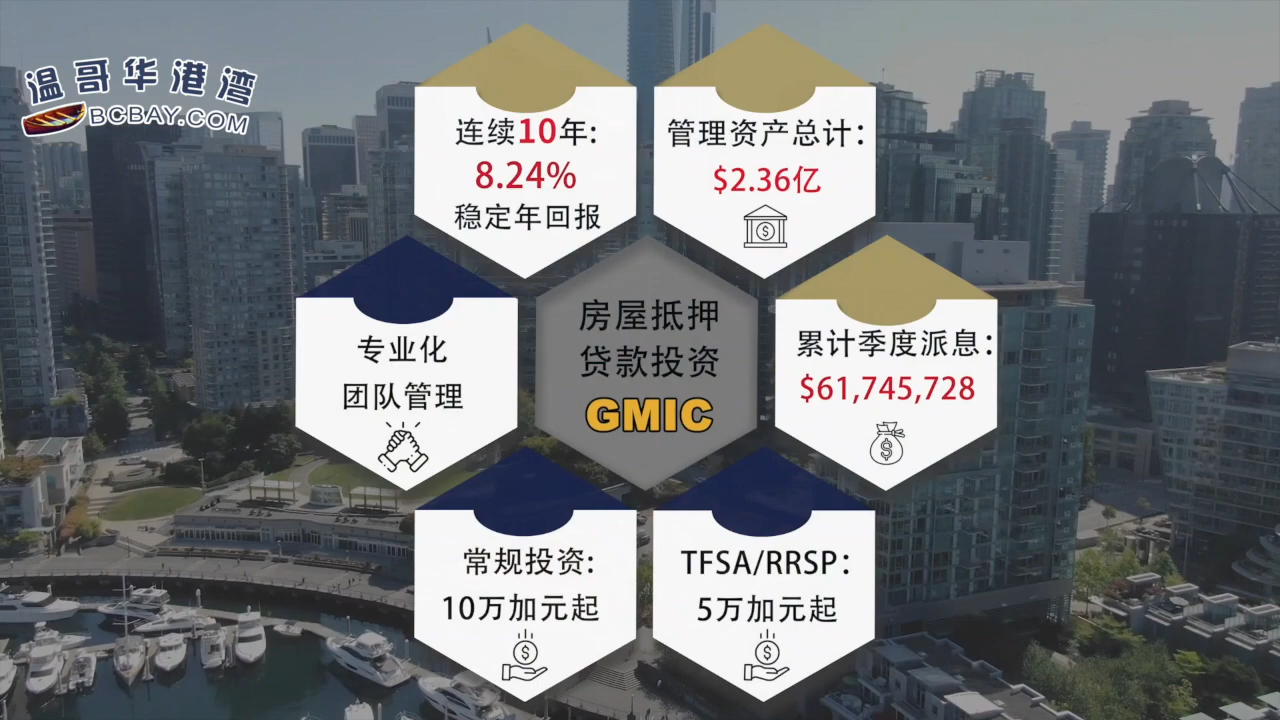 温哥华港湾
BCBAY.COM
连续10年:
8.24%
稳定年回报
管理资产总计:
$2.36亿
专业化
团队管理
房屋抵押
贷款投资
GMIC
累计季度派息:
$61,745,728
常规投资:
10万加元起
TFSA/RRSP:
5万加元起